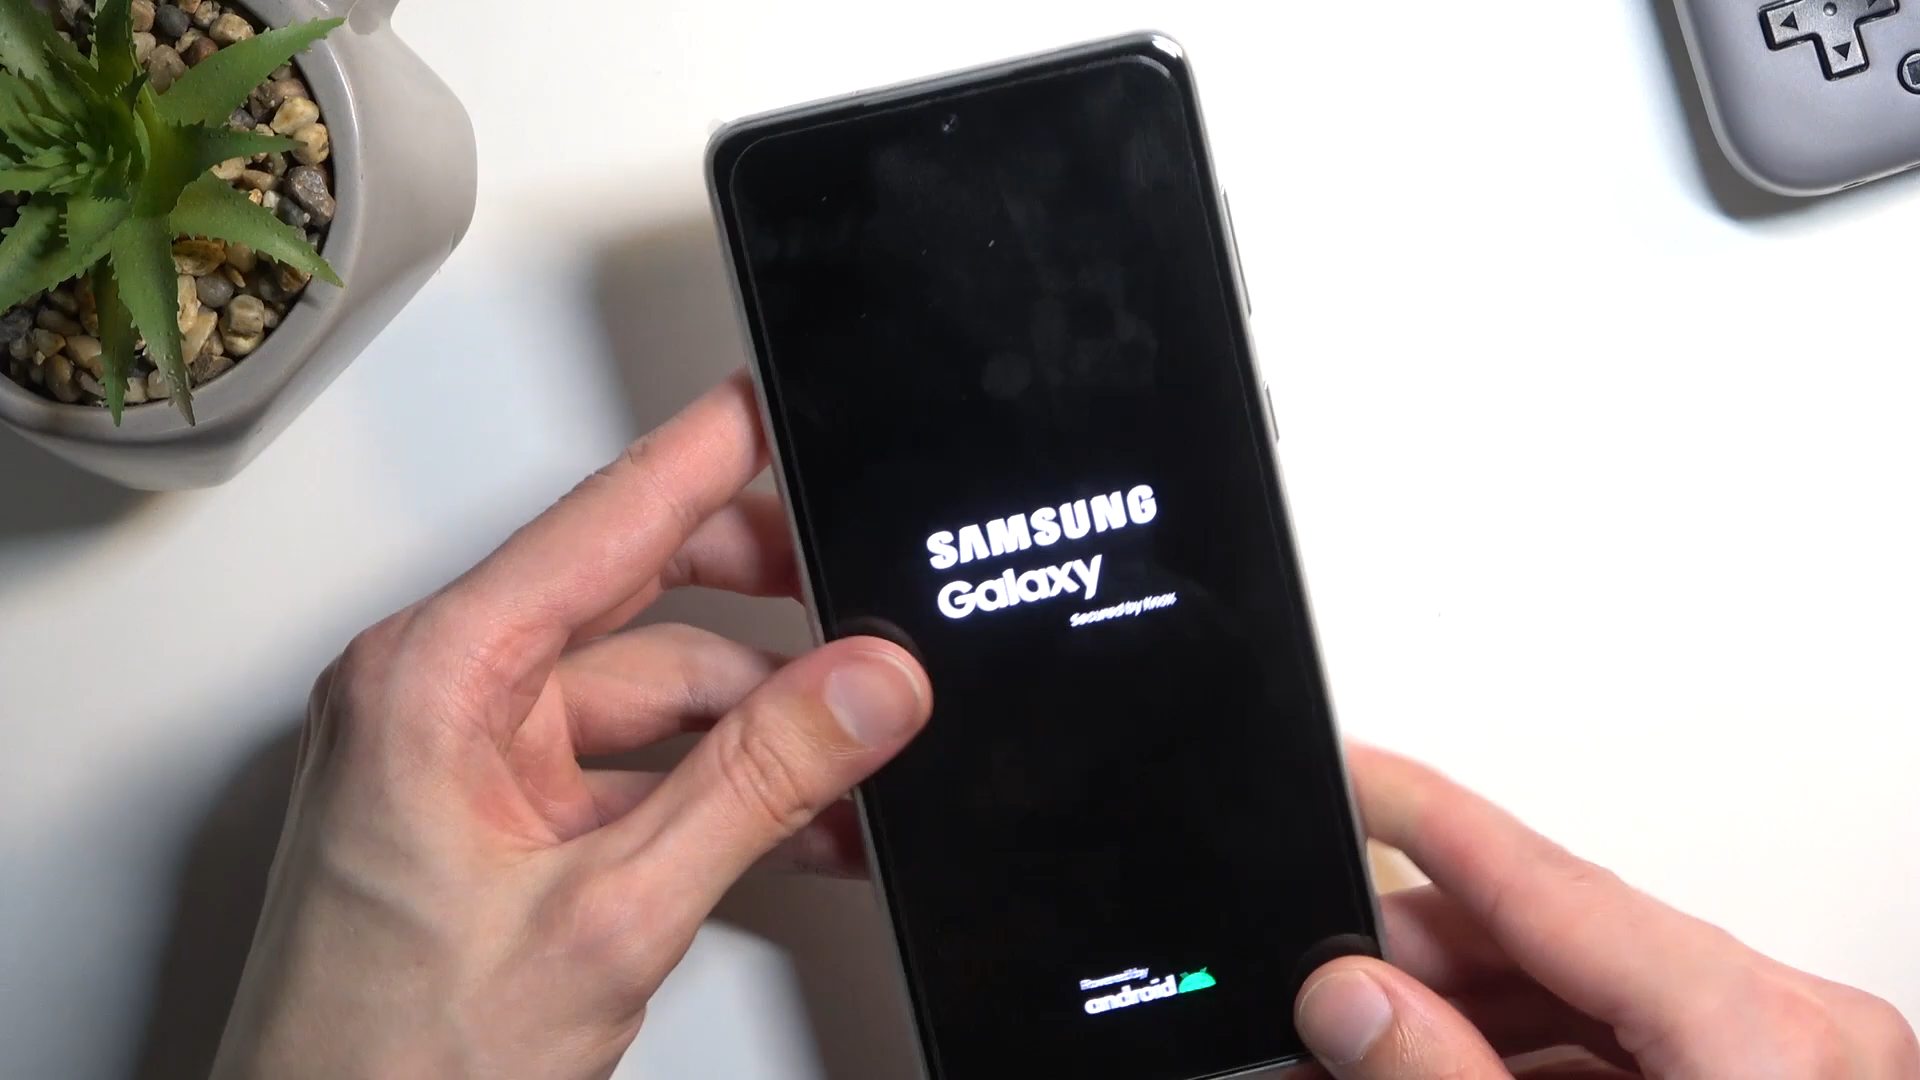 SAMSUNG
Galaxy
Secured by Knox
Powered by
android